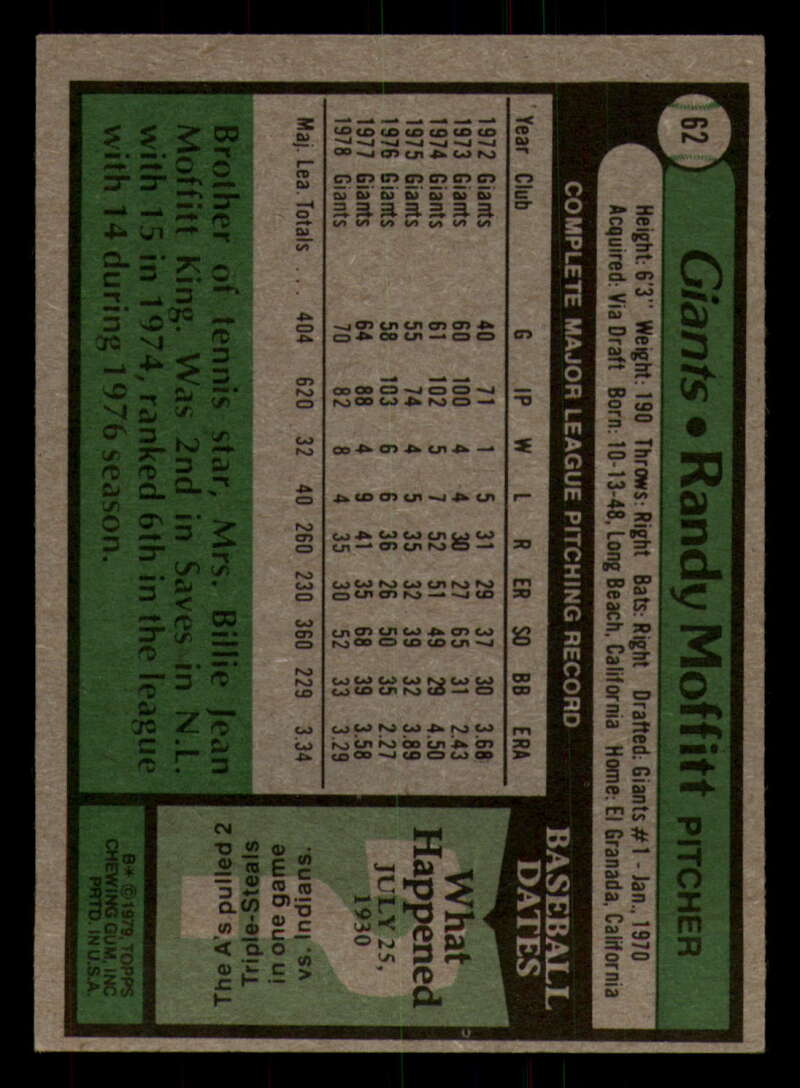 62
Giants • Randy Moffitt PITCHER
Height: 6'3" Weight: 190 Throws: Right Bats: Right Drafted: Giants #1 - Jan., 1970
Acquired: Via Draft Born: 10-13-48, Long Beach, California Home: El Granada, California
COMPLETE MAJOR LEAGUE PITCHING RECORD
Year Club G IP W L R ER SO BB ERA
1972 Giants 40 71 1 5 31 29 37 30 3.68
1973 Giants 60 100 4 4 30 27 65 31 2.43
1974 Giants 61 102 5 7 52 51 49 29 4.50
1975 Giants 55 74 4 5 35 32 39 32 3.89
1976 Giants 58 103 6 6 36 26 50 35 2.27
1977 Giants 64 88 4 9 41 35 68 39 3.58
1978 Giants 70 82 8 4 35 30 52 33 3.29
Maj. Lea. Totals ... 404 620 32 40 260 230 360 229 3.34
Brother of tennis star, Mrs. Billie Jean
Moffitt King. Was 2nd in Saves in N.L.
with 15 in 1974, ranked 6th in the league
with 14 during 1976 season.
BASEBALL
DATES
What
Happened
JULY 25,
1930
The A's pulled 2
Triple-Steals
in one game
vs. Indians.
B* © 1979, TOPPS
CHEWING GUM, INC
PRTD. IN U.S.A.